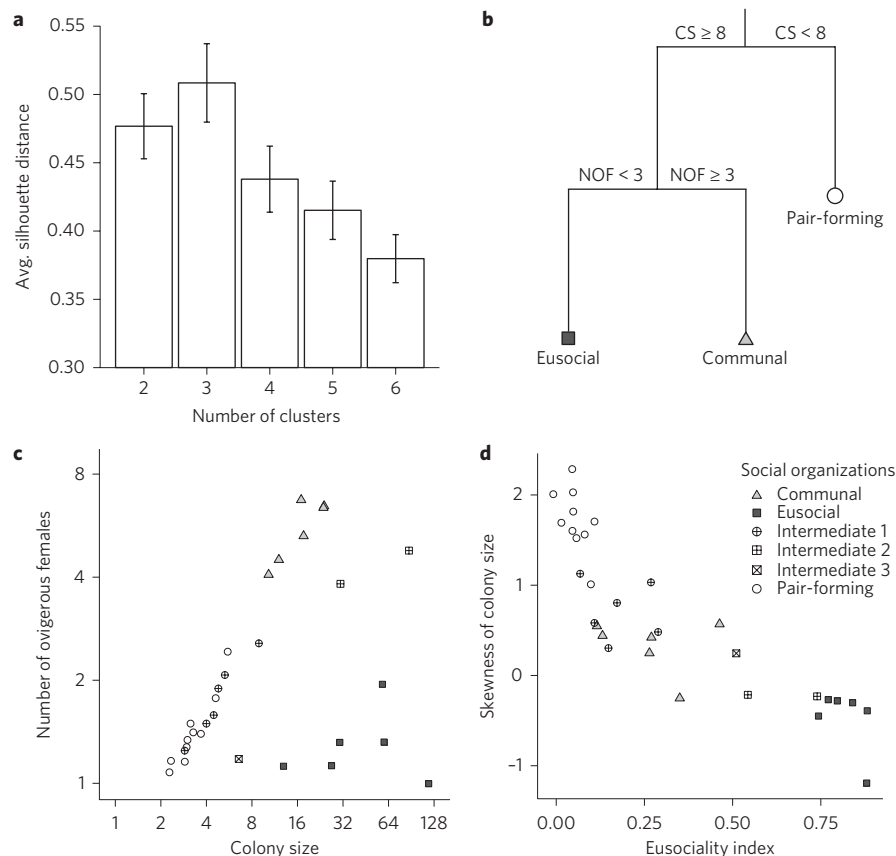 a
0.55
0.50
0.45
0.40
0.35
0.30
Avg. silhouette distance
2 3 4 5 6
Number of clusters
b
CS ≥ 8 CS < 8
NOF < 3 NOF ≥ 3
Pair-forming
Eusocial Communal
c
8
4
2
1
Number of ovigerous females
1 2 4 8 16 32 64 128
Colony size
d
2
1
0
−1
Skewness of colony size
Social organizations
Communal
Eusocial
Intermediate 1
Intermediate 2
Intermediate 3
Pair-forming
0.00 0.25 0.50 0.75
Eusociality index